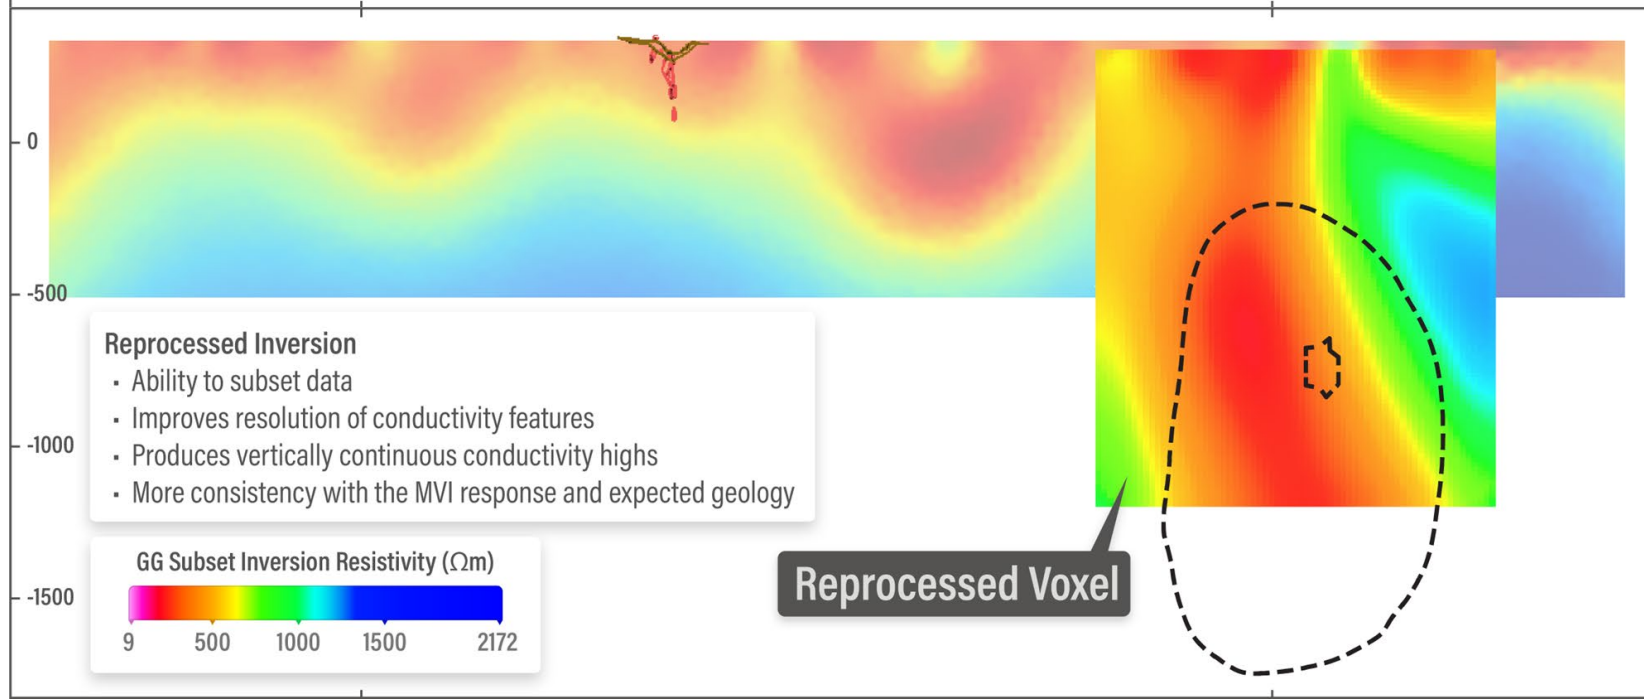 0
-500
Reprocessed Inversion
▪ Ability to subset data
▪ Improves resolution of conductivity features
▪ Produces vertically continuous conductivity highs
▪ More consistency with the MVI response and expected geology
-1000
GG Subset Inversion Resistivity (Ωm)
9 500 1000 1500 2172
-1500
Reprocessed Voxel